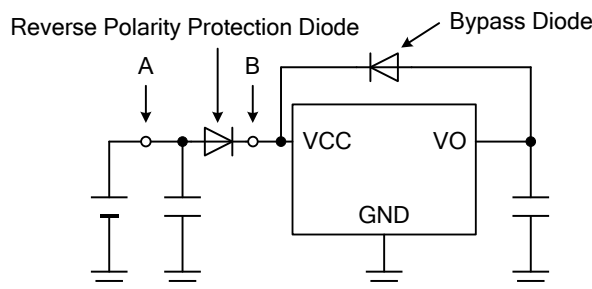 Reverse Polarity Protection Diode
Bypass Diode
A
B
VCC
VO
GND